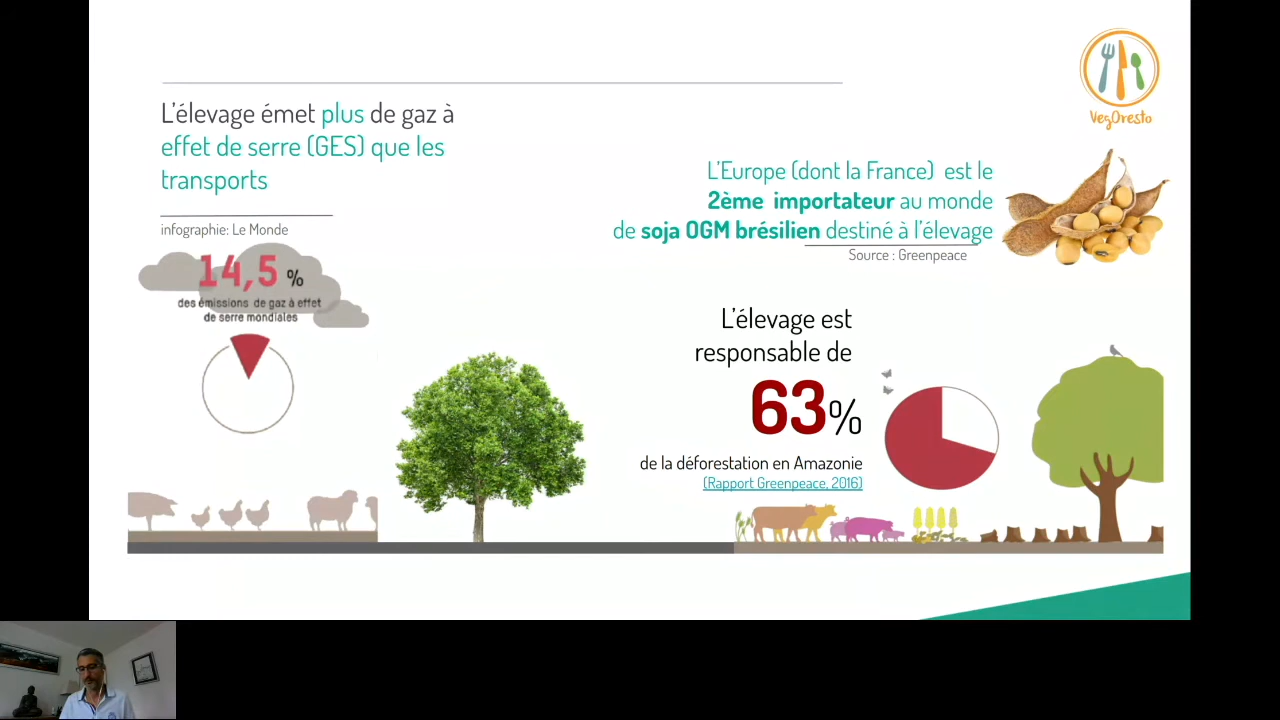 L'élevage émet plus de gaz à
effet de serre (GES) que les
transports
infographie: Le Monde
14,5 %
des émissions de gaz à effet
de serre mondiales
VegOresto
L'Europe (dont la France) est le
2ème importateur au monde
de soja OGM brésilien destiné à l'élevage
Source : Greenpeace
L'élevage est
responsable de
63%
de la déforestation en Amazonie
(Rapport Greenpeace, 2016)